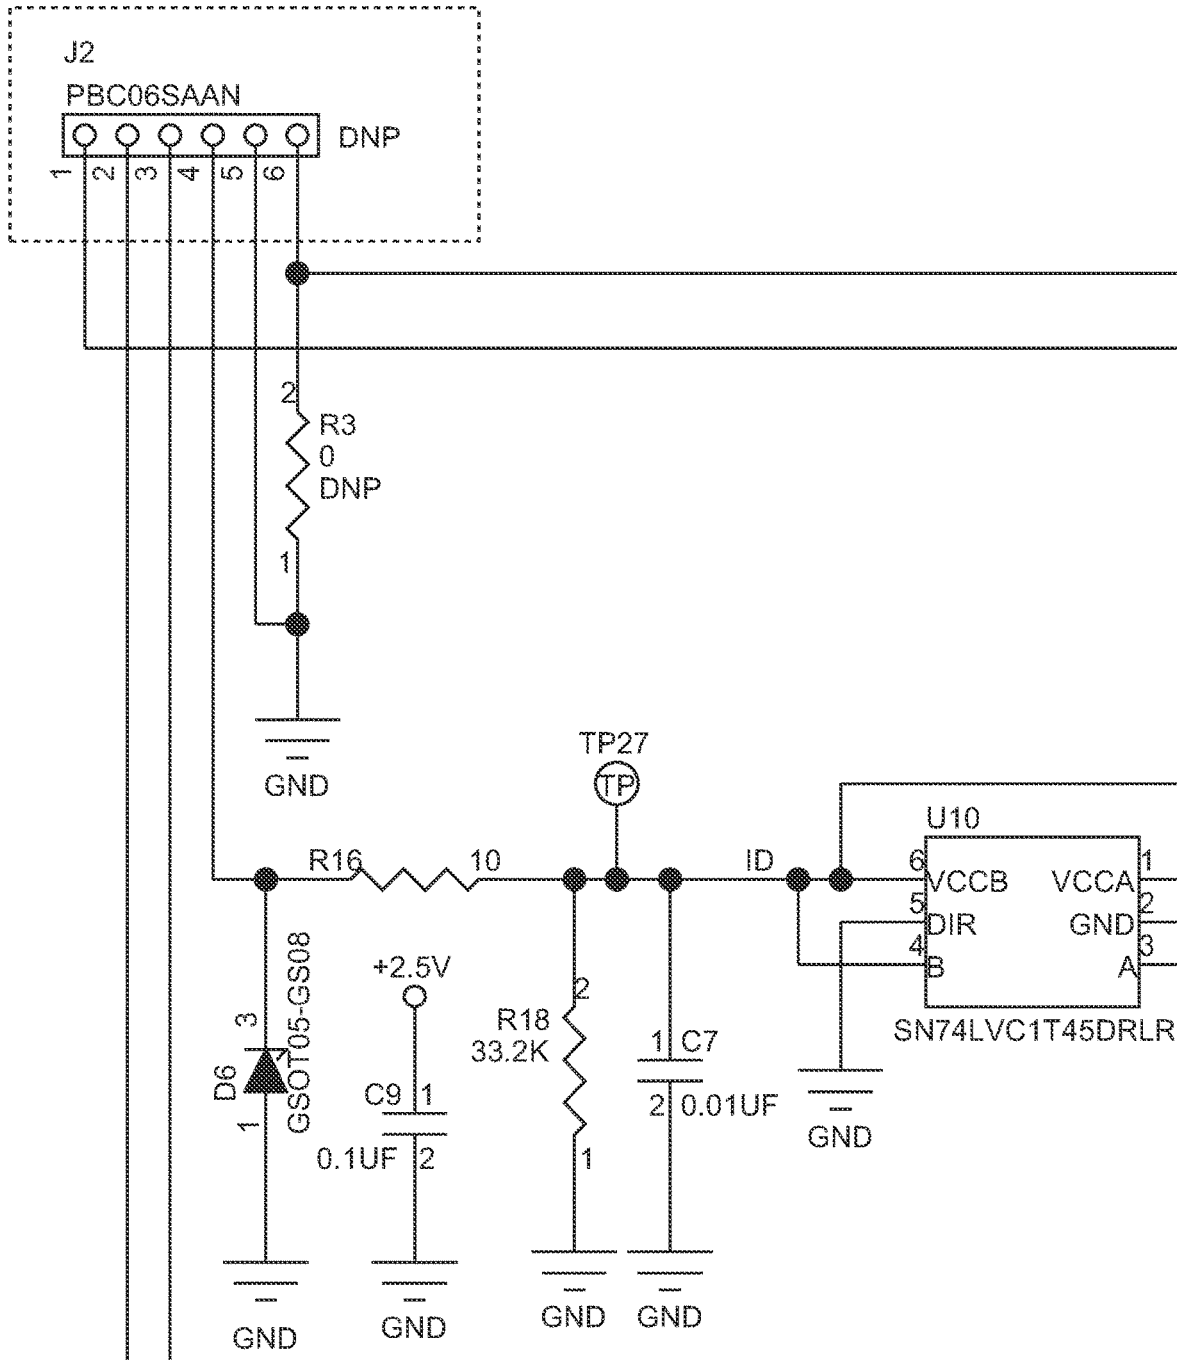 J2
PBC06SAAN
DNP
1 2 3 4 5 6
2
R3
0
DNP
1
GND
TP27
TP
U10
R16 10 ID
6 VCCB VCCA 1
5 DIR GND 2
4 B A 3
SN74LVC1T45DRLR
GND
+2.5V
3
D6
GSOT05-GS08
1
C9 1
0.1UF 2
2
R18
33.2K
1
1 C7
2 0.01UF
GND
GND
GND
GND